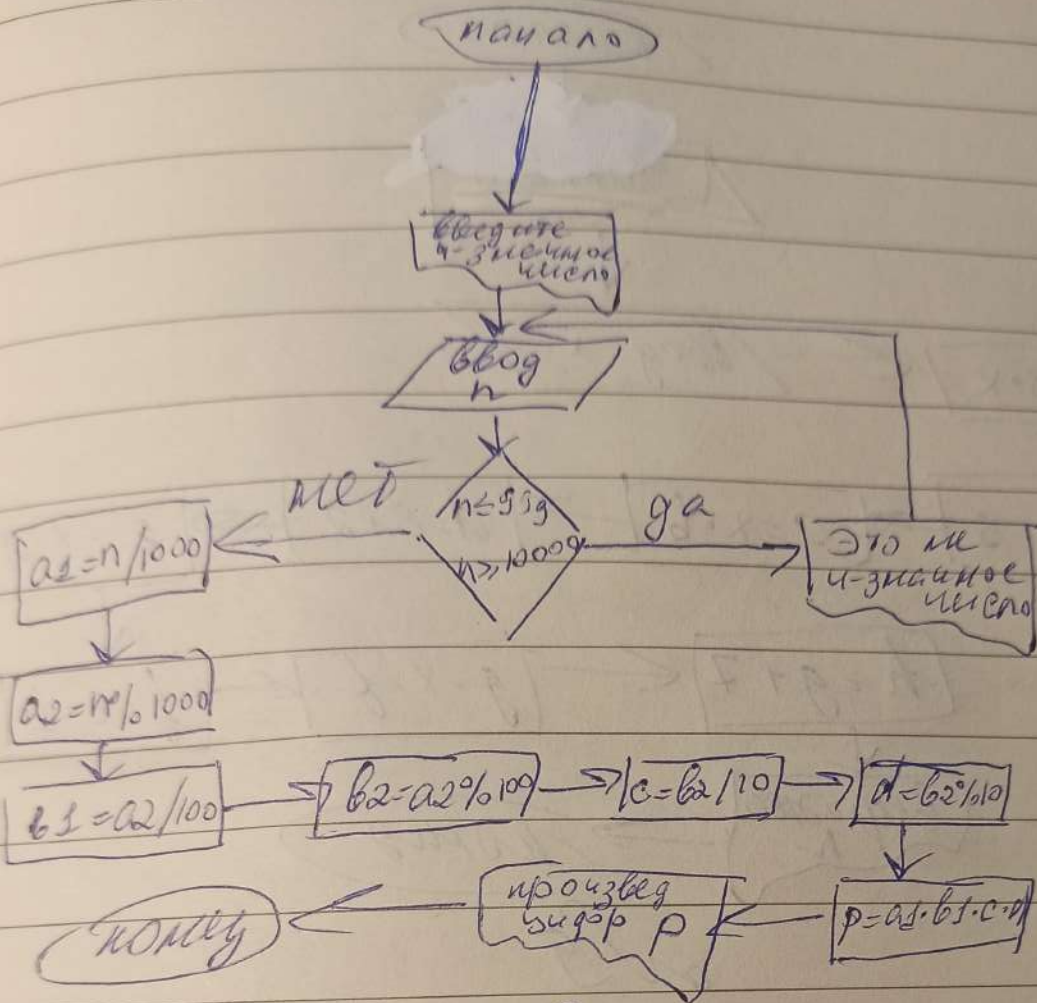 начало
введите
4-значное
число
ввод
n
n≤999
n≥10000
нет
да
Это не
4-значное
число
a1=n/1000
a2=n%1000
b1=a2/100
b2=a2%100
c=b2/10
d=b2%10
p=a1·b1·c·d
произвед
цифр p
конец